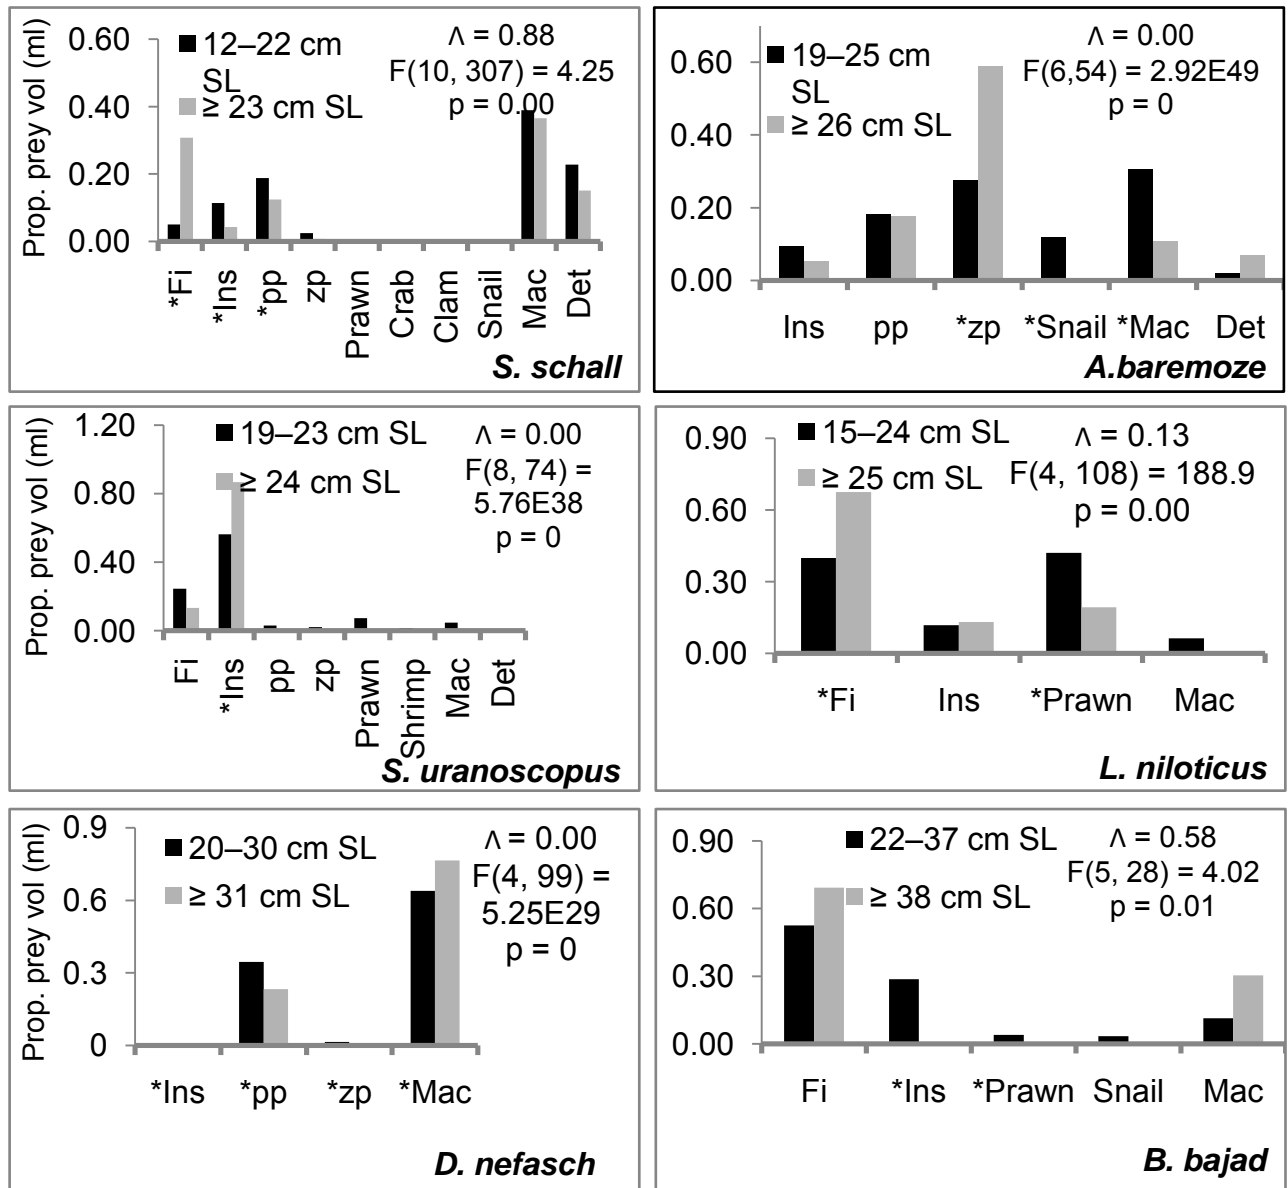 Prop. prey vol (ml)
0.60
0.40
0.20
0.00
12–22 cm
SL
≥ 23 cm SL
Λ = 0.88
F(10, 307) = 4.25
p = 0.00
*Fi
*Ins
*pp
zp
Prawn
Crab
Clam
Snail
Mac
Det
S. schall
0.60
0.40
0.20
0.00
19–25 cm
SL
≥ 26 cm SL
Λ = 0.00
F(6,54) = 2.92E49
p = 0
Ins pp *zp *Snail *Mac Det
A.baremoze
Prop. prey vol (ml)
1.20
0.80
0.40
0.00
19–23 cm SL
≥ 24 cm SL
Λ = 0.00
F(8, 74) =
5.76E38
p = 0
Fi
*Ins
pp
zp
Prawn
Shrimp
Mac
Det
S. uranoscopus
0.90
0.60
0.30
0.00
15–24 cm SL
≥ 25 cm SL
Λ = 0.13
F(4, 108) = 188.9
p = 0.00
*Fi Ins *Prawn Mac
L. niloticus
Prop. prey vol (ml)
0.9
0.6
0.3
0
20–30 cm SL
≥ 31 cm SL
Λ = 0.00
F(4, 99) =
5.25E29
p = 0
*Ins *pp *zp *Mac
D. nefasch
0.90
0.60
0.30
0.00
22–37 cm SL
≥ 38 cm SL
Λ = 0.58
F(5, 28) = 4.02
p = 0.01
Fi *Ins *Prawn Snail Mac
B. bajad